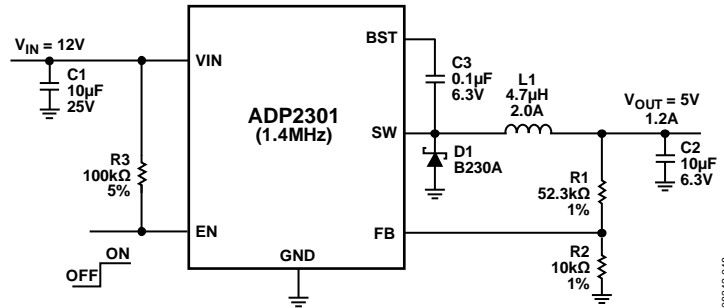 V_IN = 12V
C1
10µF
25V
R3
100kΩ
5%
ON
OFF
VIN
EN
ADP2301
(1.4MHz)
GND
BST
SW
FB
C3
0.1µF
6.3V
L1
4.7µH
2.0A
D1
B230A
V_OUT = 5V
1.2A
C2
10µF
6.3V
R1
52.3kΩ
1%
R2
10kΩ
1%